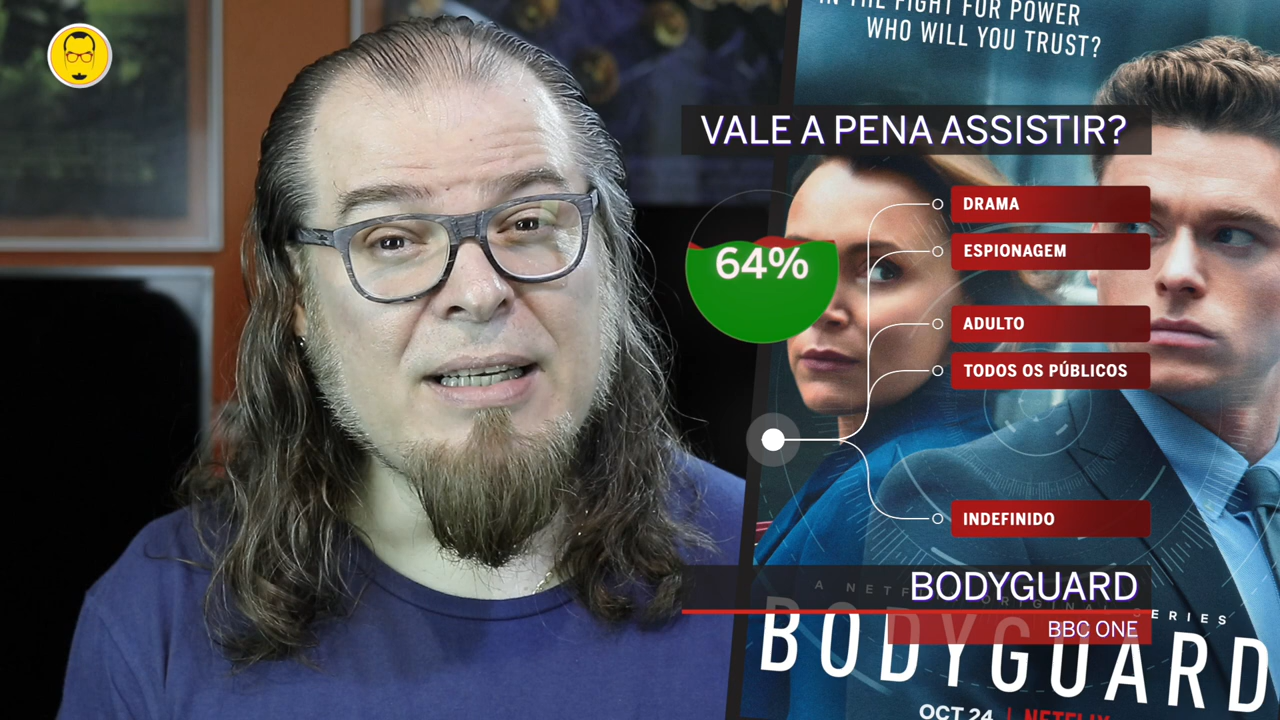 IN THE FIGHT FOR POWER
WHO WILL YOU TRUST?
VALE A PENA ASSISTIR?
64%
DRAMA
ESPIONAGEM
ADULTO
TODOS OS PÚBLICOS
INDEFINIDO
BODYGUARD
BBC ONE
A NETFLIX ORIGINAL SERIES
BODYGUARD
OCT 24 | NETFLIX